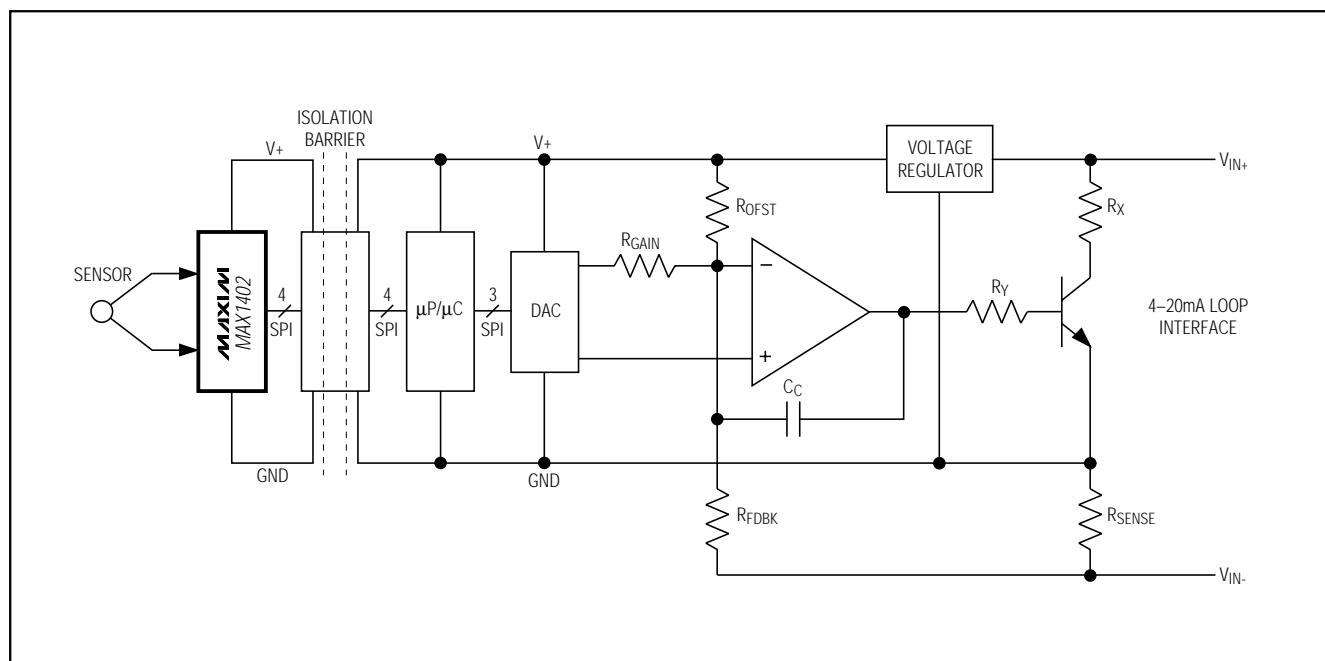 ISOLATION
BARRIER
V+
V+
VOLTAGE
REGULATOR
VIN+
ROFST
RX
RGAIN
SENSOR
MAXIM
MAX1402
4
SPI
4
SPI
µP/µC
3
SPI
DAC
−
+
RY
4–20mA LOOP
INTERFACE
CC
GND
GND
RFDBK
RSENSE
VIN-